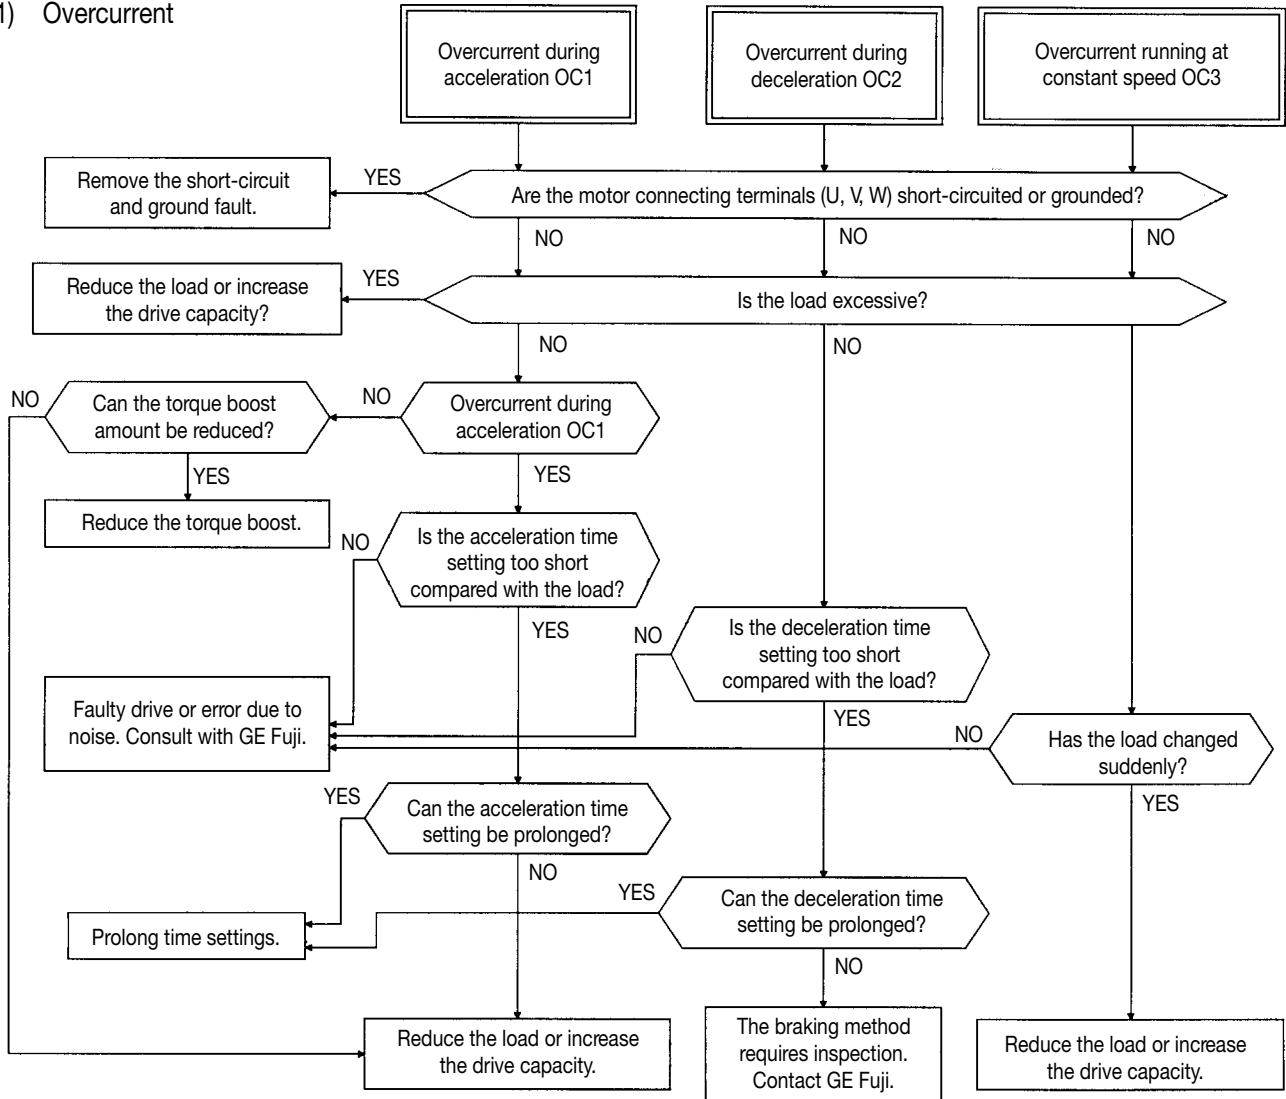 1) Overcurrent
Overcurrent during
acceleration OC1
Overcurrent during
deceleration OC2
Overcurrent running at
constant speed OC3
Remove the short-circuit
and ground fault.
YES
Are the motor connecting terminals (U, V, W) short-circuited or grounded?
NO
NO
NO
Reduce the load or increase
the drive capacity?
YES
Is the load excessive?
NO
NO
NO
Can the torque boost
amount be reduced?
NO
Overcurrent during
acceleration OC1
YES
YES
Reduce the torque boost.
NO
Is the acceleration time
setting too short
compared with the load?
YES
NO
Is the deceleration time
setting too short
compared with the load?
YES
Faulty drive or error due to
noise. Consult with GE Fuji.
NO
Has the load changed
suddenly?
YES
YES
Can the acceleration time
setting be prolonged?
NO
YES
Can the deceleration time
setting be prolonged?
NO
Prolong time settings.
Reduce the load or increase
the drive capacity.
The braking method
requires inspection.
Contact GE Fuji.
Reduce the load or increase
the drive capacity.